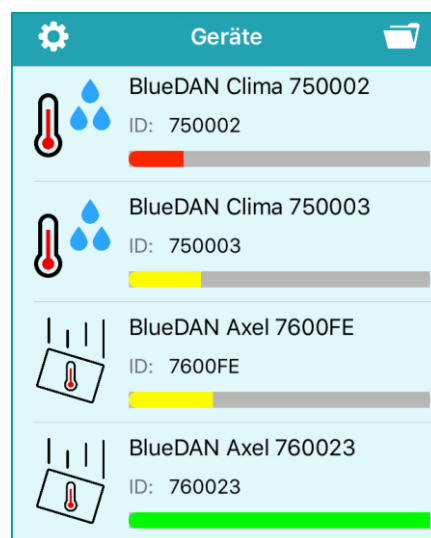 Geräte
BlueDAN Clima 750002
ID: 750002
BlueDAN Clima 750003
ID: 750003
BlueDAN Axel 7600FE
ID: 7600FE
BlueDAN Axel 760023
ID: 760023